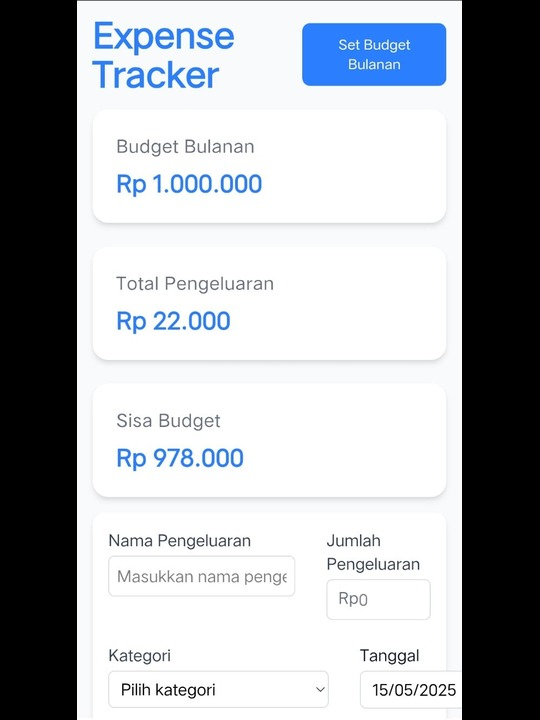 Expense
Tracker
Set Budget
Bulanan
Budget Bulanan
Rp 1.000.000
Total Pengeluaran
Rp 22.000
Sisa Budget
Rp 978.000
Nama Pengeluaran
Masukkan nama penge
Jumlah
Pengeluaran
Rp0
Kategori
Pilih kategori
Tanggal
15/05/2025